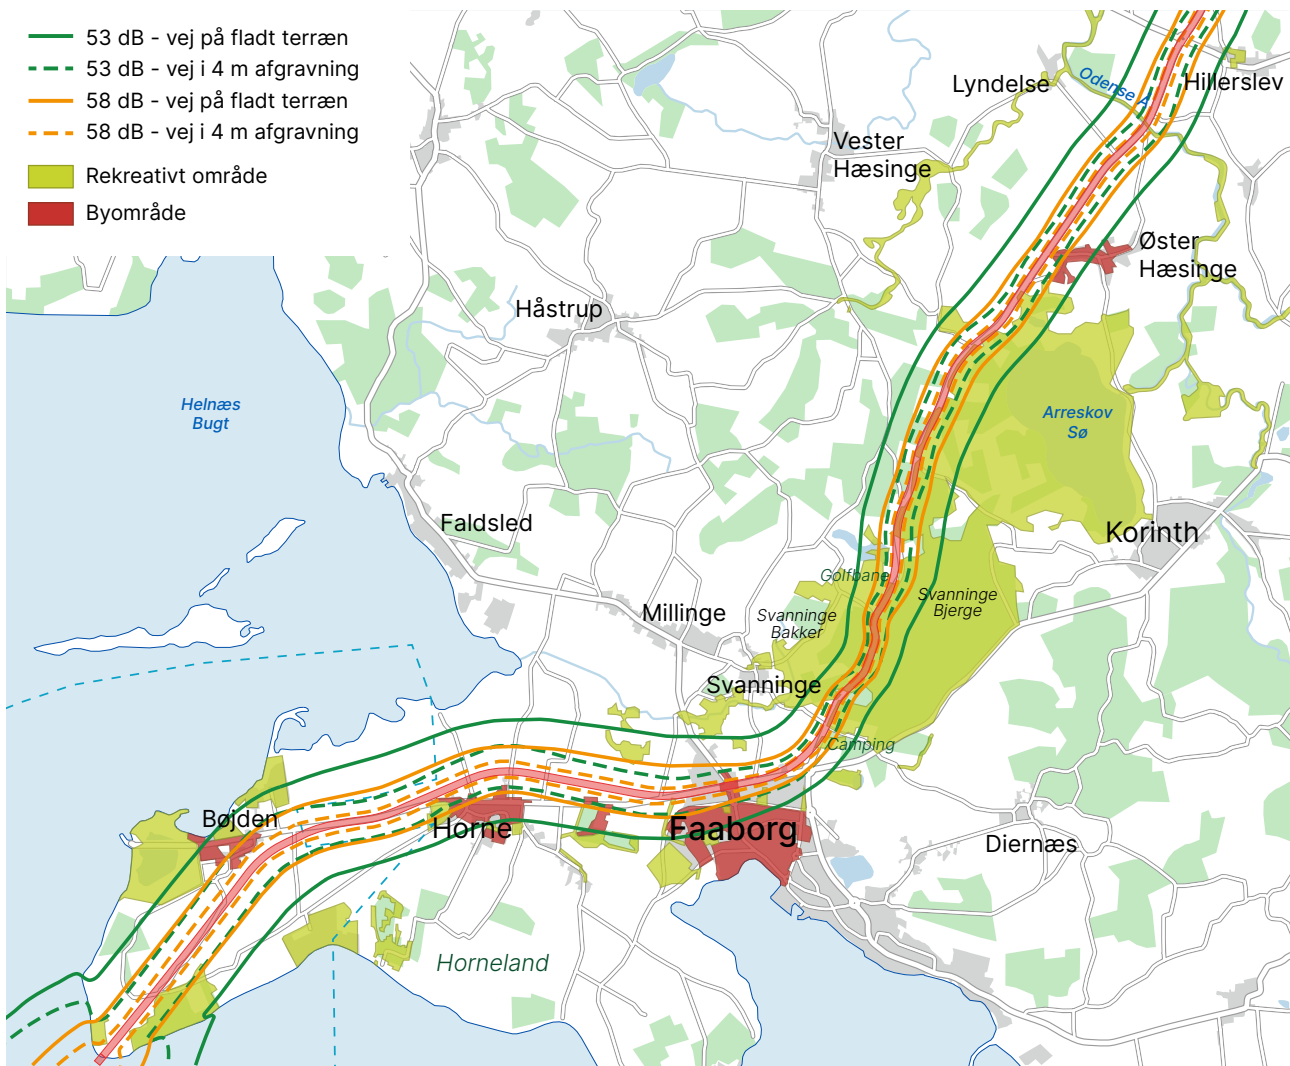 53 dB - vej på fladt terræn
53 dB - vej i 4 m afgravning
58 dB - vej på fladt terræn
58 dB - vej i 4 m afgravning
Rekreativt område
Byområde
Lyndelse
Odense Å
Hillerslev
Vester
Hæsinge
Øster
Hæsinge
Håstrup
Helnæs
Bugt
Arreskov
Sø
Faldsled
Korinth
Golfbane
Svanninge
Bjerge
Millinge
Svanninge
Bakker
Svanninge
Camping
Bøjden
Horne
Faaborg
Diernæs
Horneland